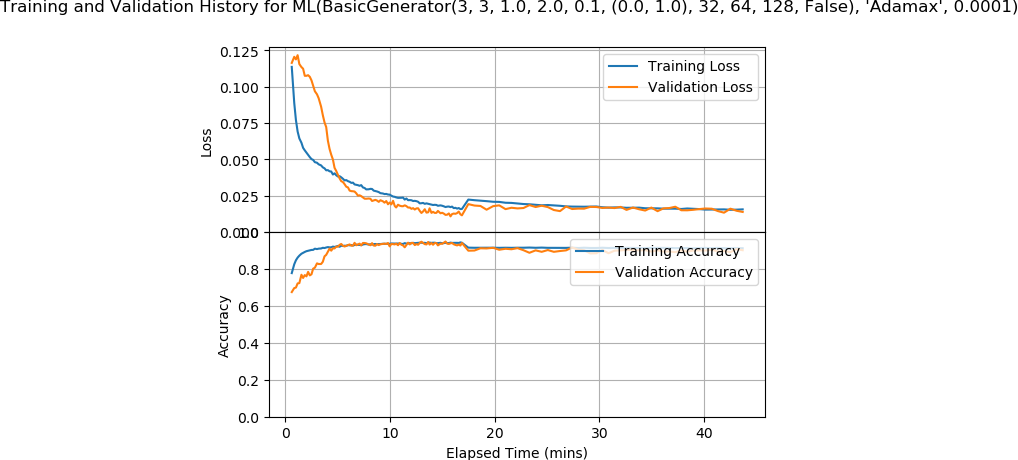 Training and Validation History for ML(BasicGenerator(3, 3, 1.0, 2.0, 0.1, (0.0, 1.0), 32, 64, 128, False), 'Adamax', 0.0001)
0.125
0.100
0.075
0.050
0.025
0.000
Loss
Training Loss
Validation Loss
1.0
0.8
0.6
0.4
0.2
0.0
Accuracy
Training Accuracy
Validation Accuracy
0 10 20 30 40
Elapsed Time (mins)